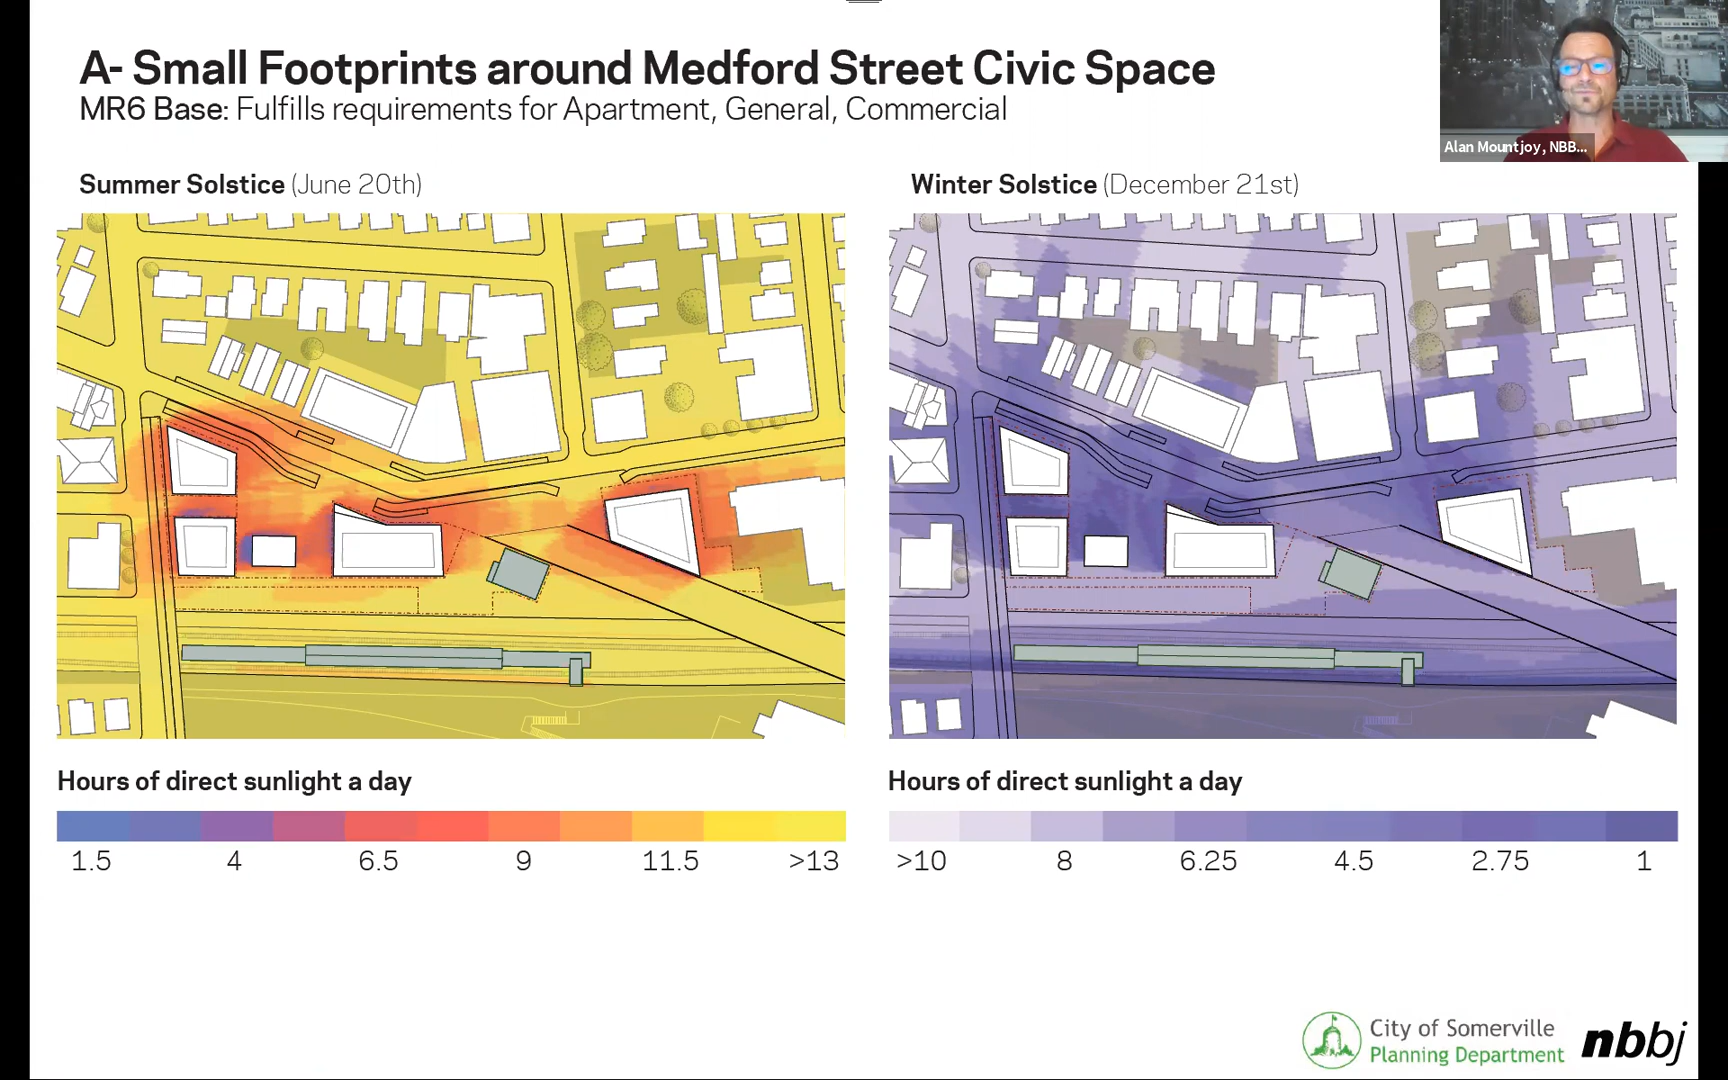 A- Small Footprints around Medford Street Civic Space
MR6 Base: Fulfills requirements for Apartment, General, Commercial
Alan Mountjoy, NBB...
Summer Solstice (June 20th)
Winter Solstice (December 21st)
Hours of direct sunlight a day
1.5 4 6.5 9 11.5 >13
Hours of direct sunlight a day
>10 8 6.25 4.5 2.75 1
City of Somerville
Planning Department
nbbj